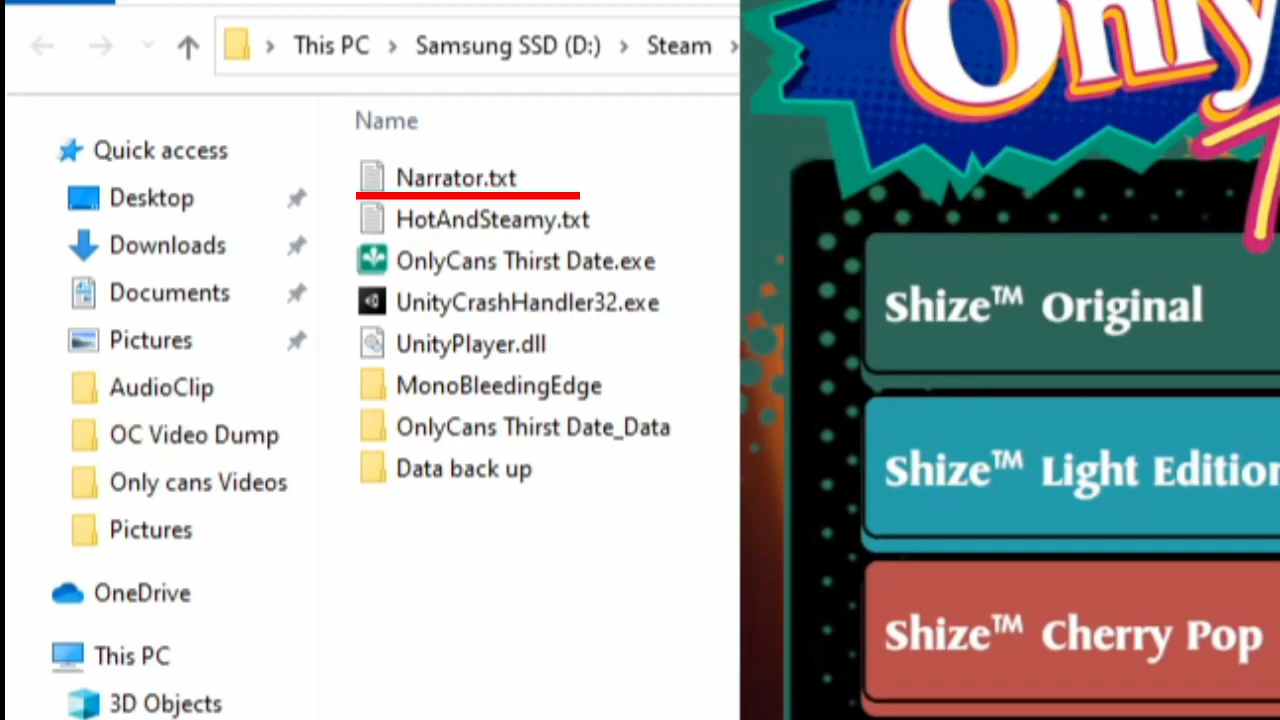 This PC > Samsung SSD (D:) > Steam >
Name
Quick access
Desktop
Downloads
Documents
Pictures
AudioClip
OC Video Dump
Only cans Videos
Pictures
OneDrive
This PC
3D Objects
Narrator.txt
HotAndSteamy.txt
OnlyCans Thirst Date.exe
UnityCrashHandler32.exe
UnityPlayer.dll
MonoBleedingEdge
OnlyCans Thirst Date_Data
Data back up
Only
Shize™ Original
Shize™ Light Edition
Shize™ Cherry Pop